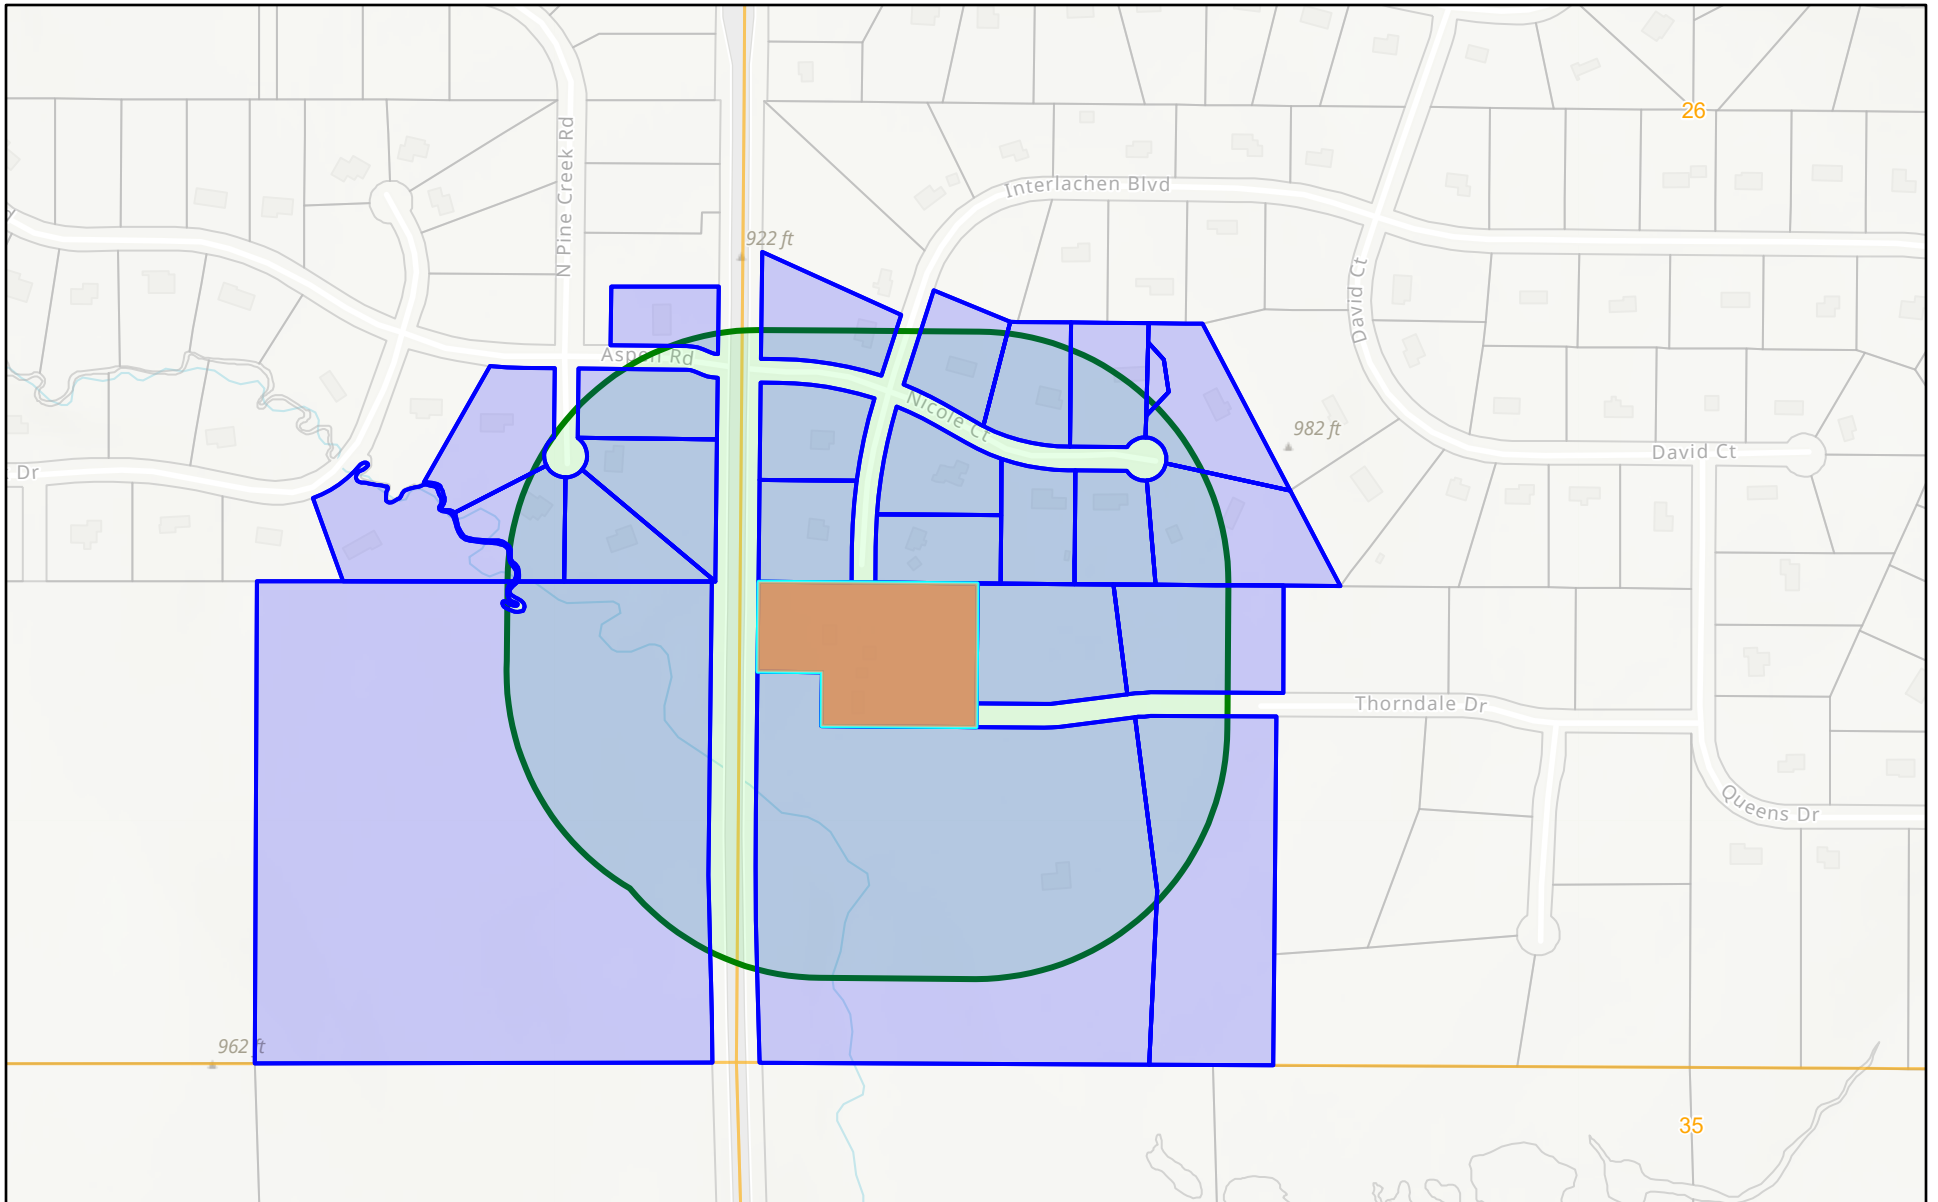 26
N Pine Creek Rd
Interlachen Blvd
922 ft
David Ct
Aspen Rd
Nicole Ct
982 ft
David Ct
Dr
Thorndale Dr
Queens Dr
962 ft
35